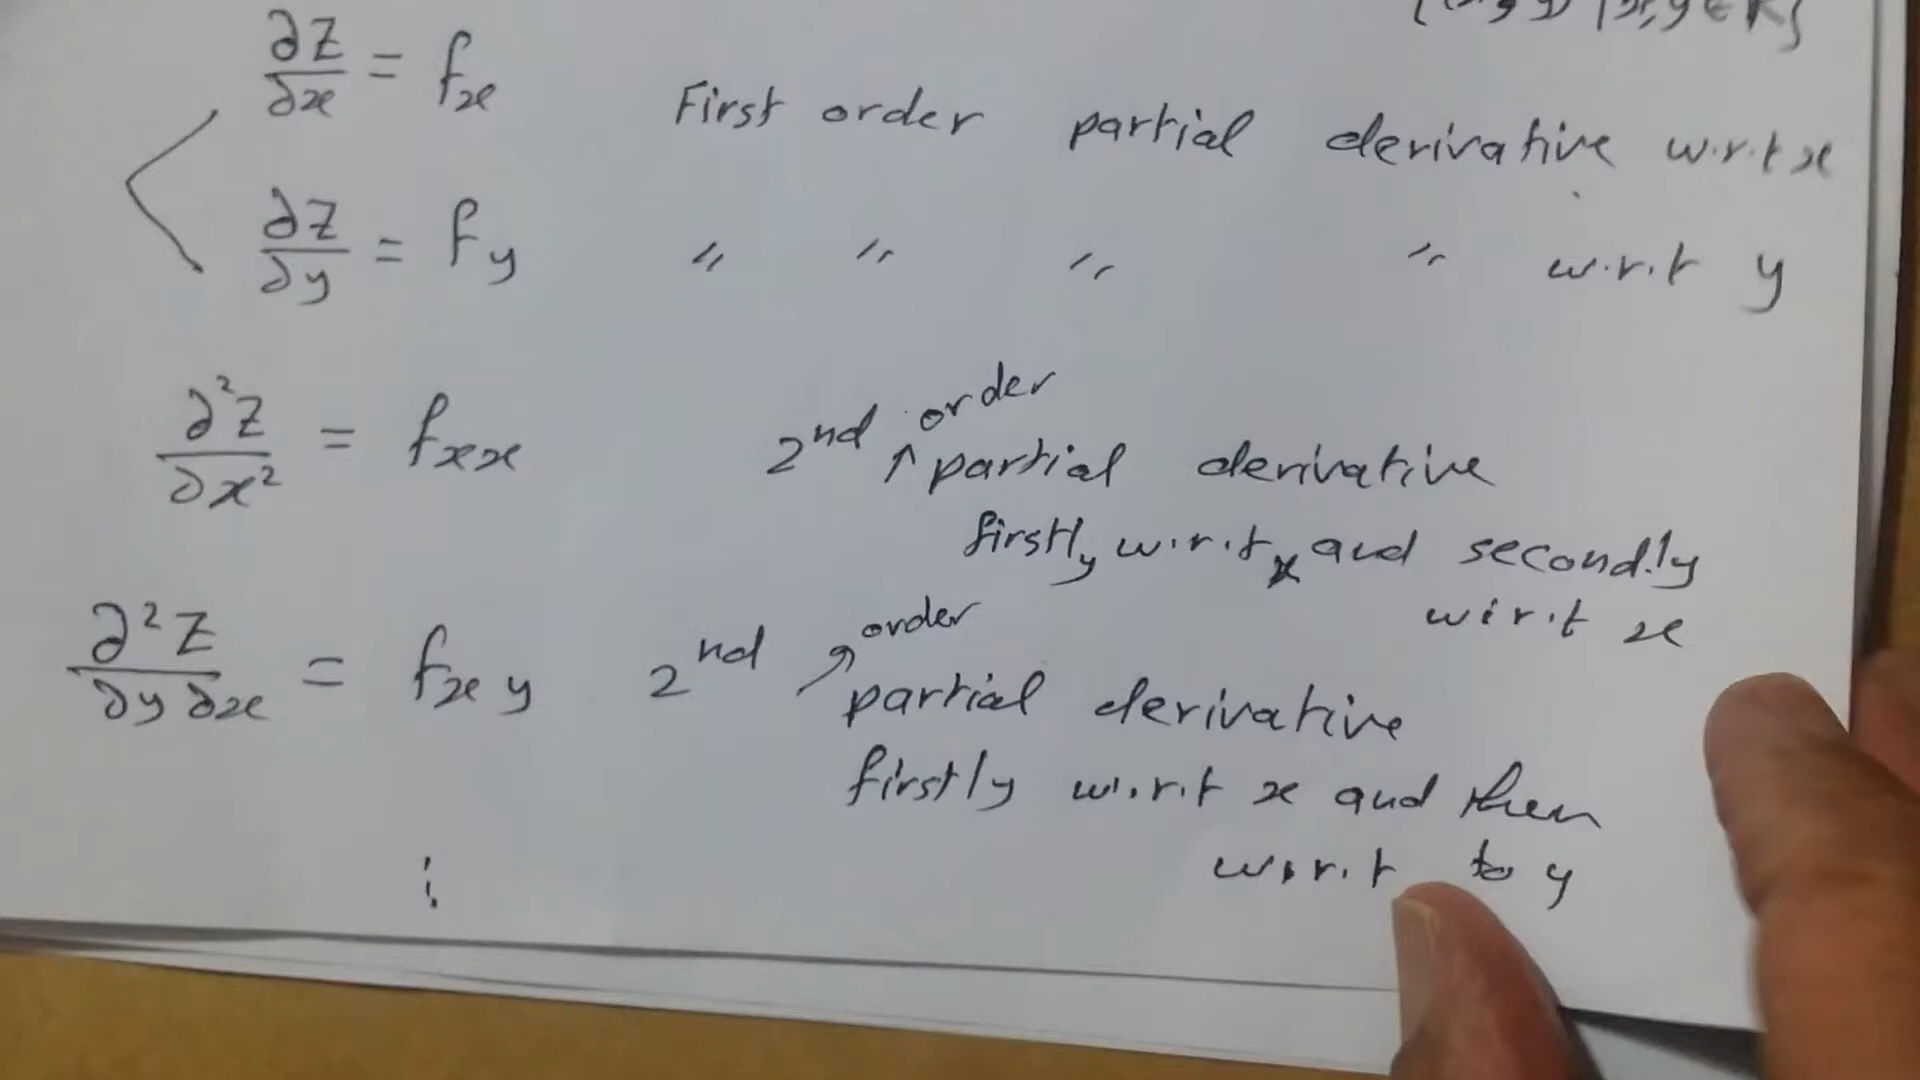 {(x,y) | x,y ∈ R}
∂Z/∂x = fx First order partial derivative w.r.t x
∂Z/∂y = fy " " " " w.r.t y
∂²Z/∂x² = fxx 2nd order partial derivative
firstly w.r.t x and secondly
w.r.t x
∂²Z/∂y∂x = fxy 2nd order
partial derivative
firstly w.r.t x and then
w.r.t to y
⋮